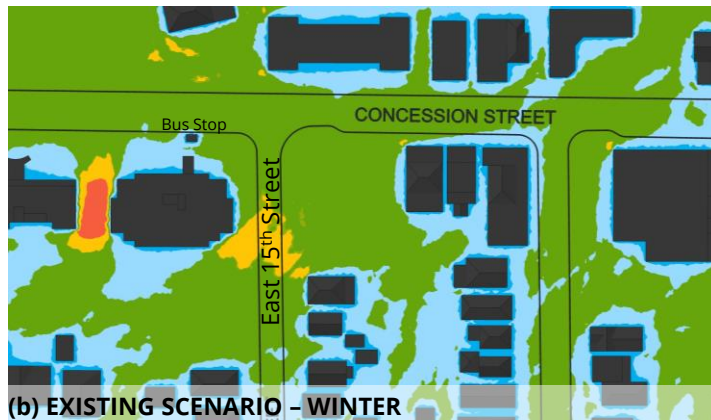 CONCESSION STREET
Bus Stop
East 15th Street
(b) EXISTING SCENARIO – WINTER